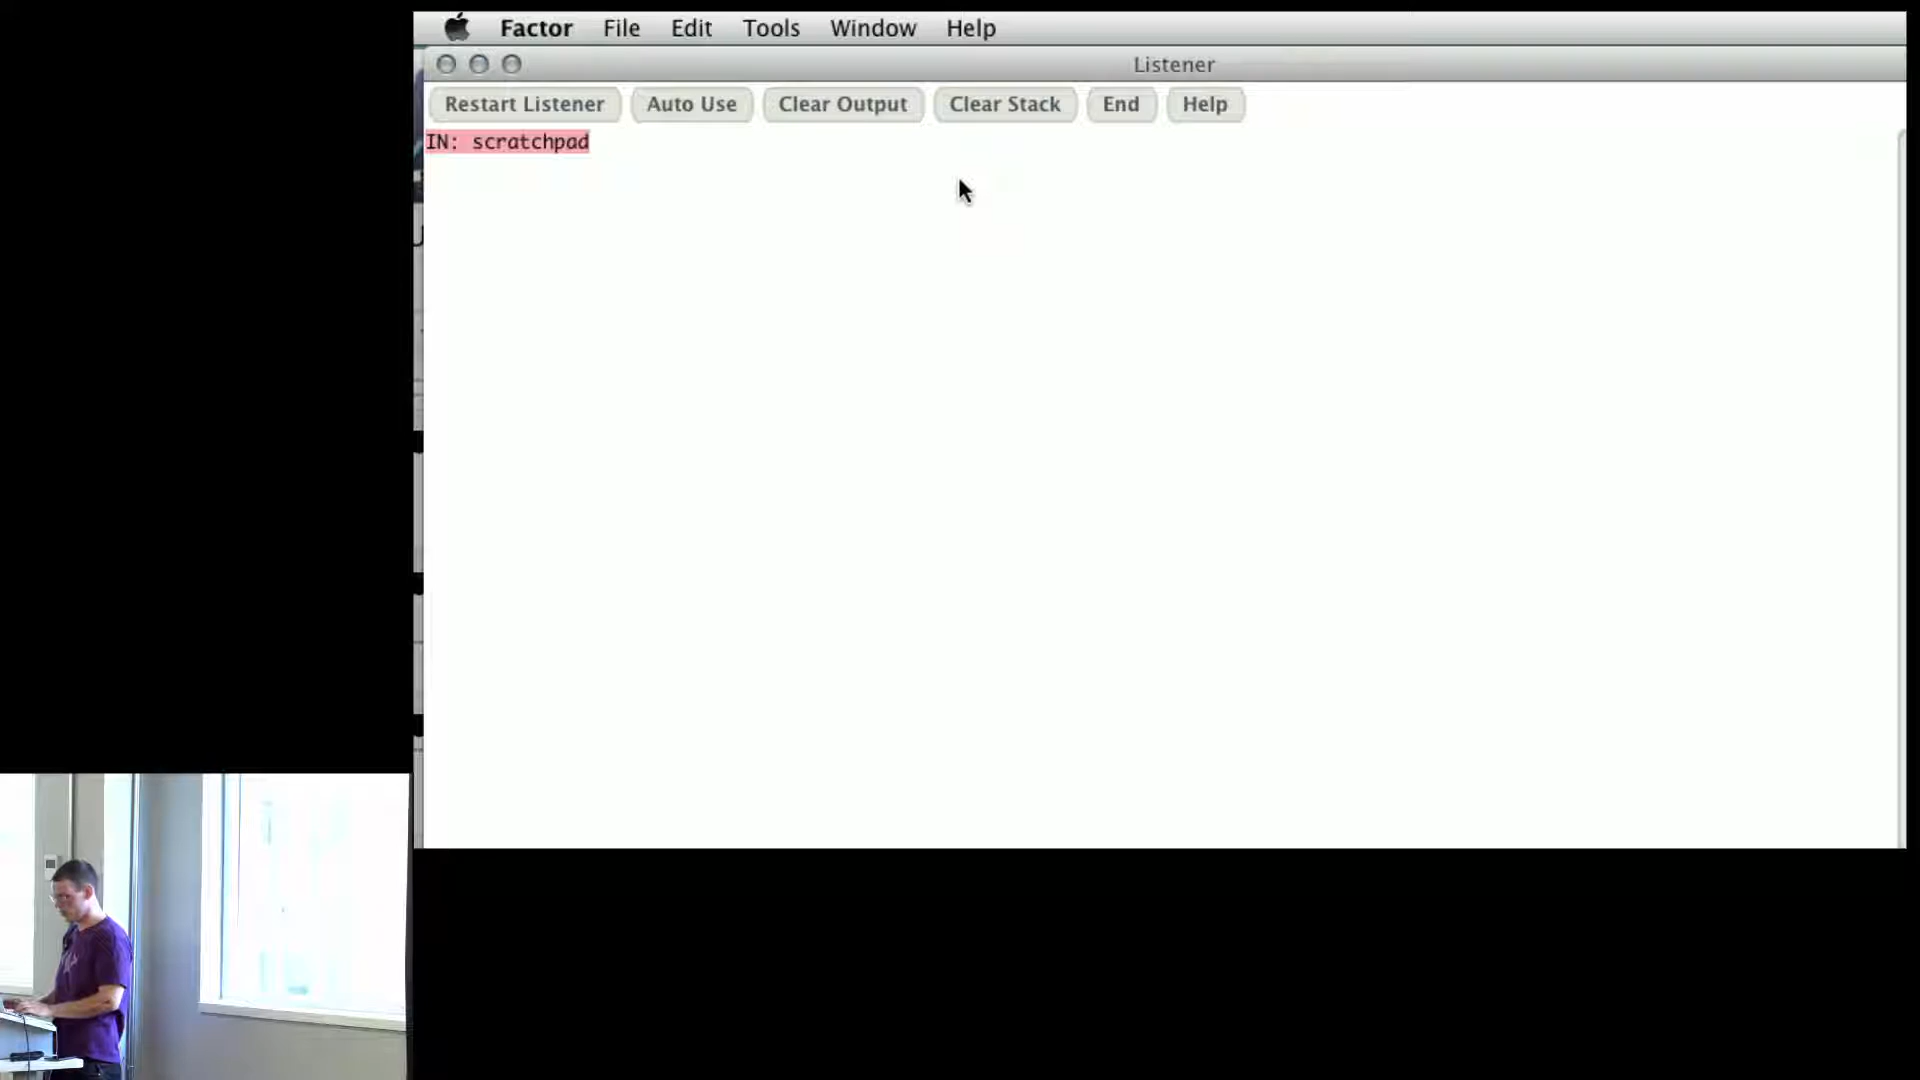 Factor File Edit Tools Window Help
Listener
Restart Listener Auto Use Clear Output Clear Stack End Help
IN: scratchpad